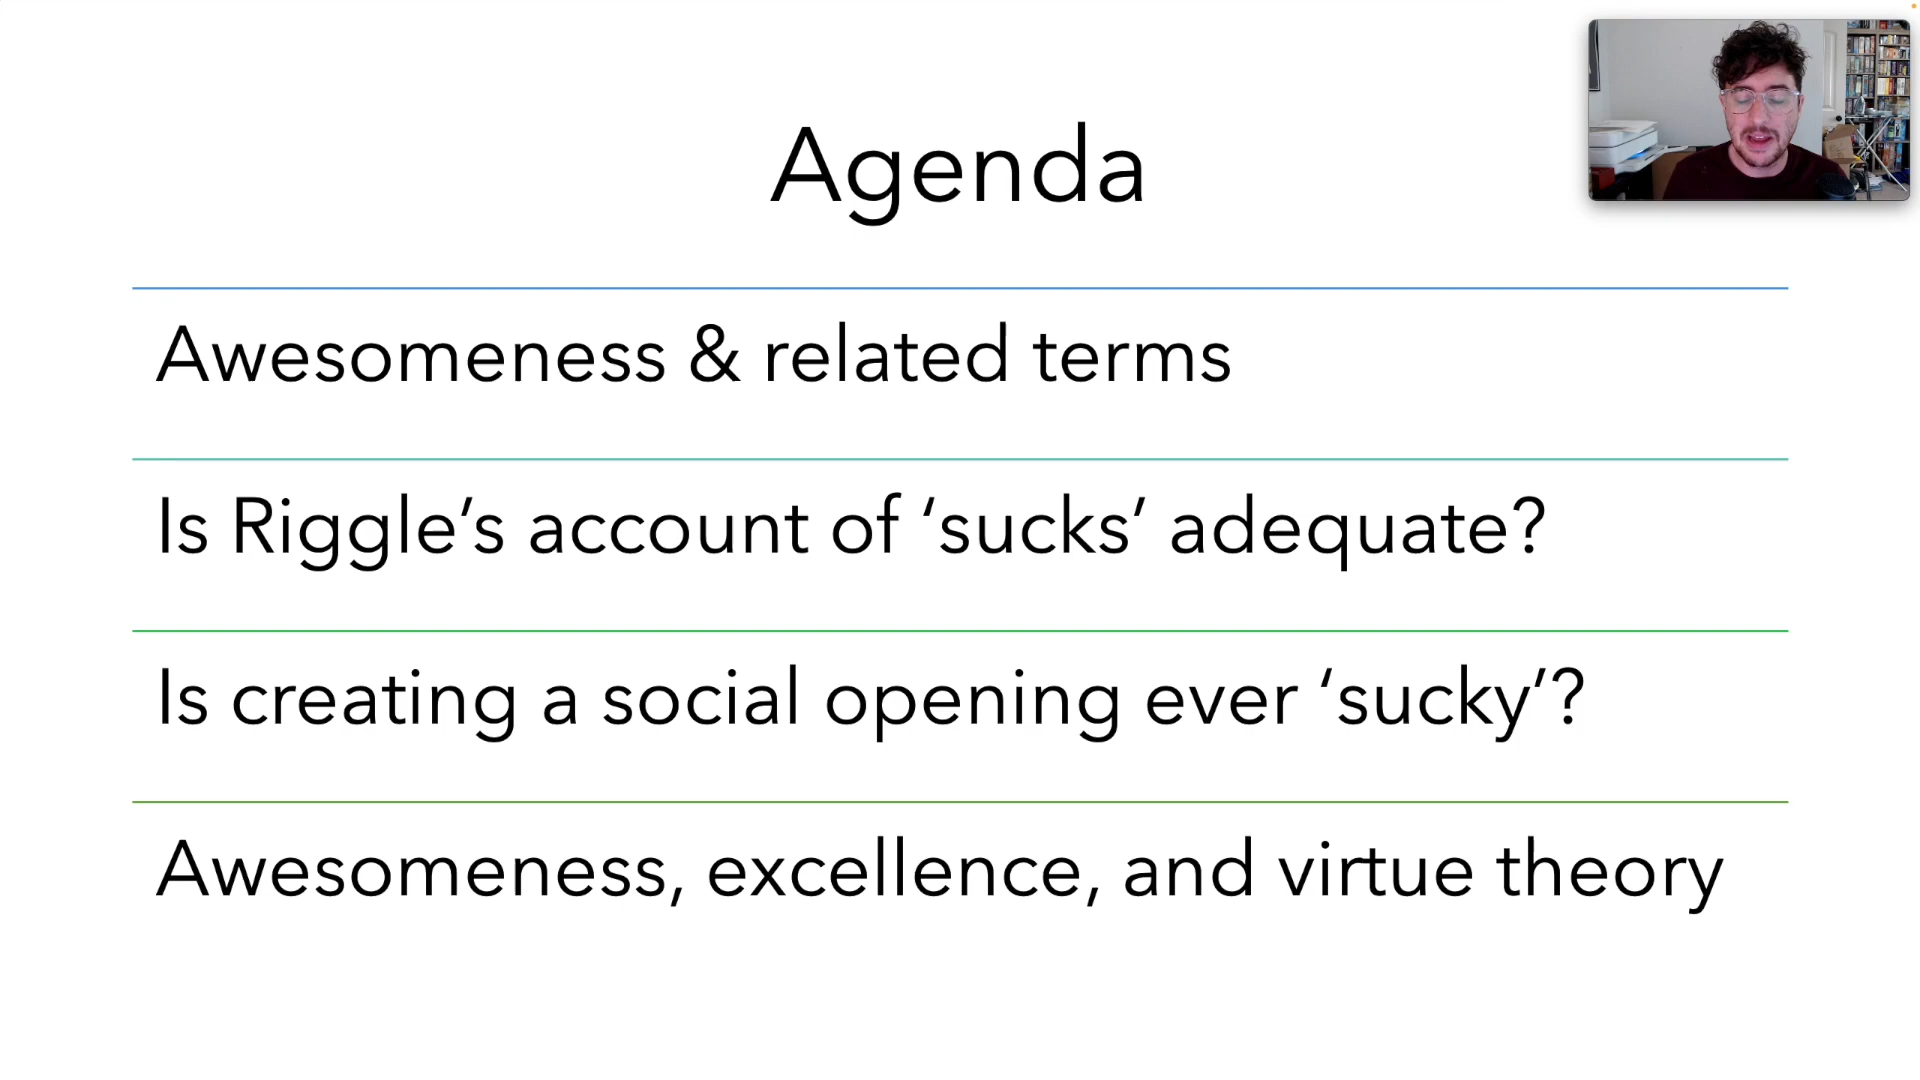 Agenda
Awesomeness & related terms
Is Riggle’s account of ‘sucks’ adequate?
Is creating a social opening ever ‘sucky’?
Awesomeness, excellence, and virtue theory